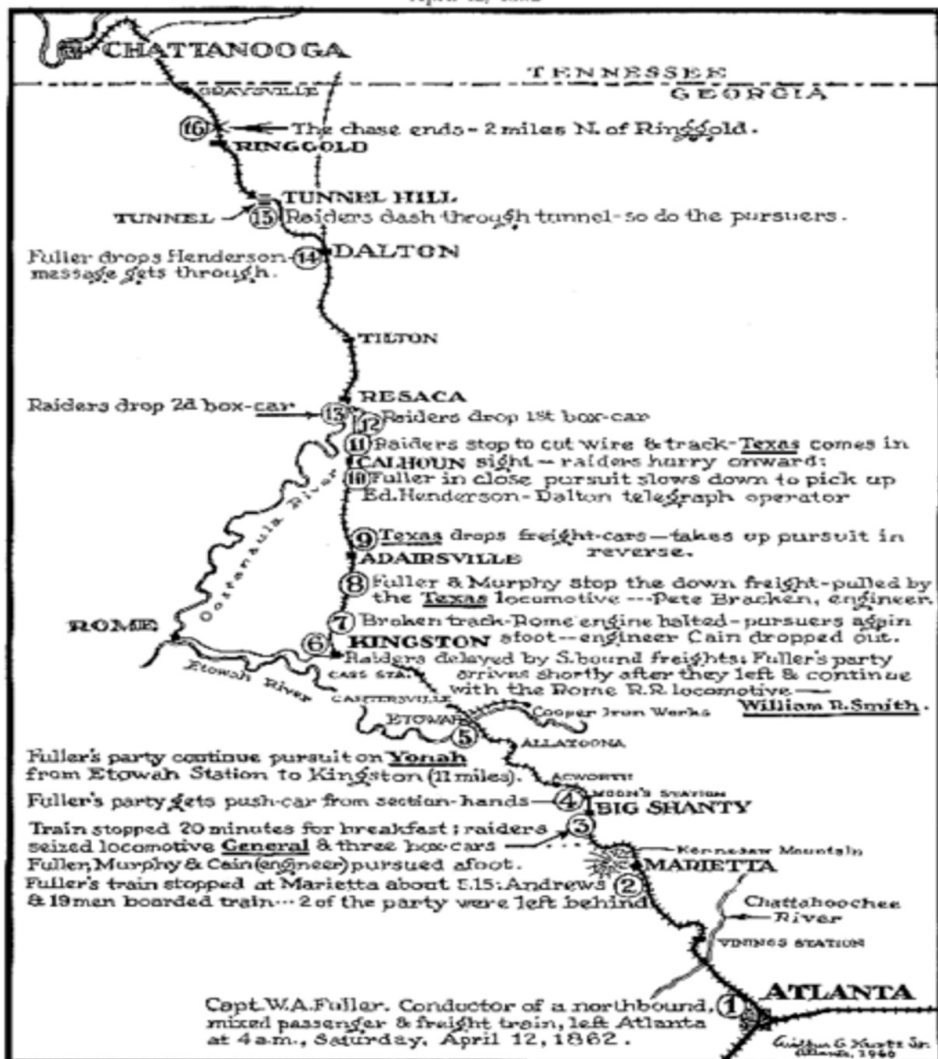 CHATTANOOGA
TENNESSEE
GEORGIA
GRAYSVILLE
16 The chase ends - 2 miles N. of Ringgold.
RINGGOLD
TUNNEL HILL
TUNNEL 15 Raiders dash through tunnel - so do the pursuers.
DALTON
Fuller drops Henderson 14
message gets through.
TILTON
RESACA
Raiders drop 2d box-car 13
12 Raiders drop 1st box-car
11 Raiders stop to cut wire & track - Texas comes in
CALHOUN sight - raiders hurry onward:
10 Fuller in close pursuit slows down to pick up
Ed. Henderson - Dalton telegraph operator
Oostanaula River
9 Texas drops freight-cars — takes up pursuit in
reverse.
ADAIRSVILLE
8 Fuller & Murphy stop the down freight - pulled by
the Texas locomotive --- Pete Bracken, engineer.
7 Broken track - Rome engine halted - pursuers again
afoot -- engineer Cain dropped out.
ROME
6 KINGSTON
Raiders delayed by S. bound freights: Fuller's party
arrives shortly after they left & continue
with the Rome R.R. locomotive —
William R. Smith.
CASS STA.
Etowah River
CARTERSVILLE
ETOWAH
5
Cooper Iron Works
ALLATOONA
Fuller's party continue pursuit on Yonah
from Etowah Station to Kingston (11 miles).
ACWORTH
MOON'S STATION
Fuller's party gets push-car from section-hands 4
BIG SHANTY
3
Train stopped 20 minutes for breakfast; raiders
seized locomotive General & three box-cars
Fuller, Murphy & Cain (engineer) pursued afoot.
Kennesaw Mountain
MARIETTA
Fuller's train stopped at Marietta about 5.15: Andrews 2
& 19 men boarded train --- 2 of the party were left behind
Chattahoochee
River
VININGS STATION
ATLANTA
Capt. W.A. Fuller. Conductor of a northbound, 1
mixed passenger & freight train, left Atlanta
at 4 a.m., Saturday, April 12, 1862.
Kurtz Jr.
Atlanta, 1960